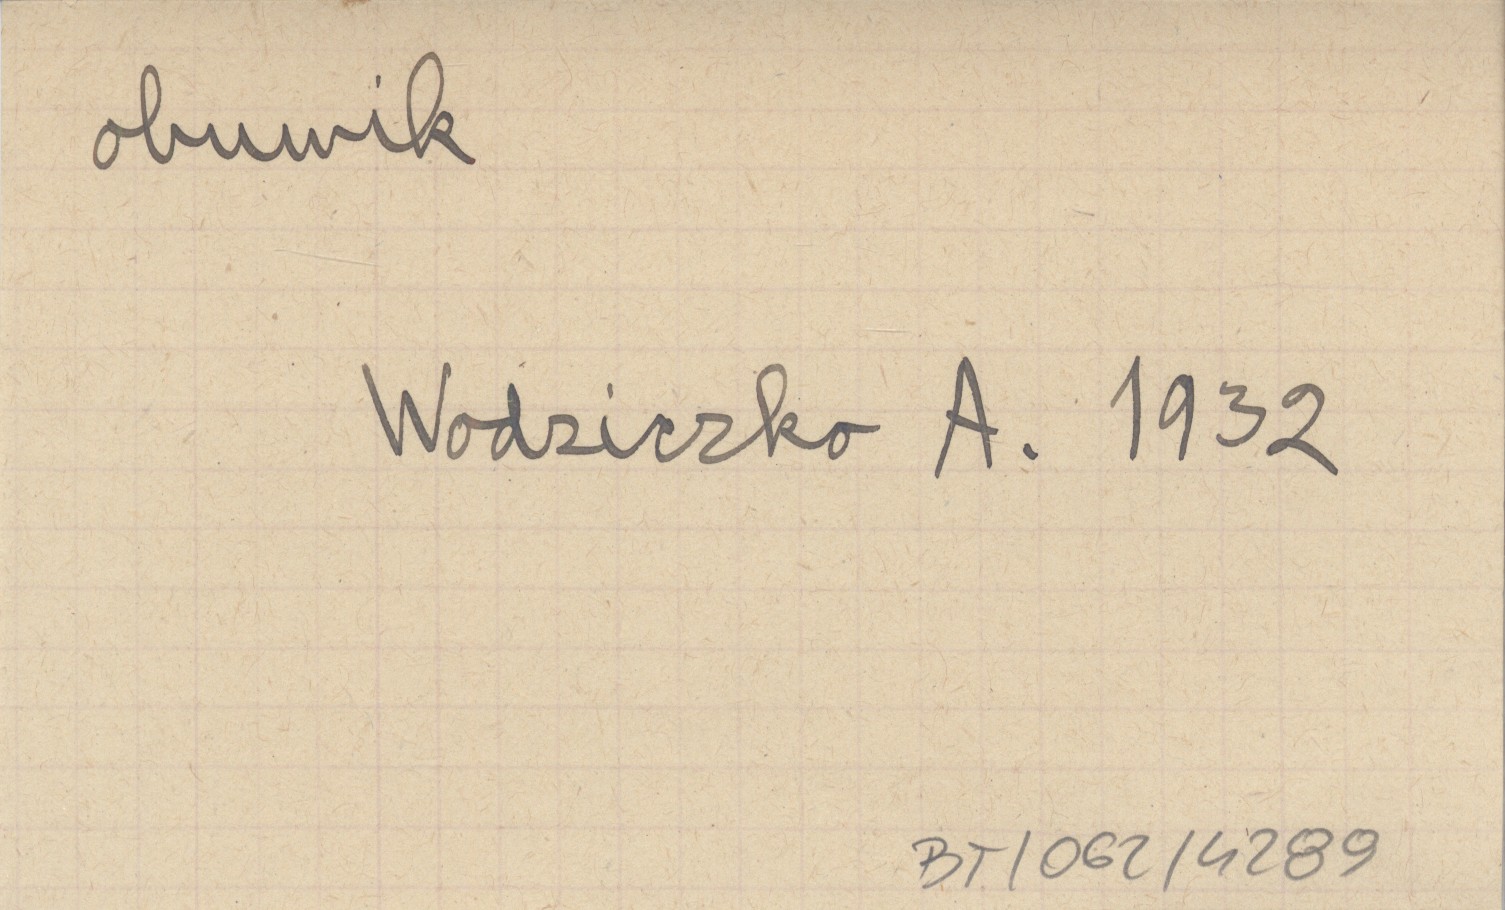 obuwik
Wodziczko A. 1932
BT/062/4289